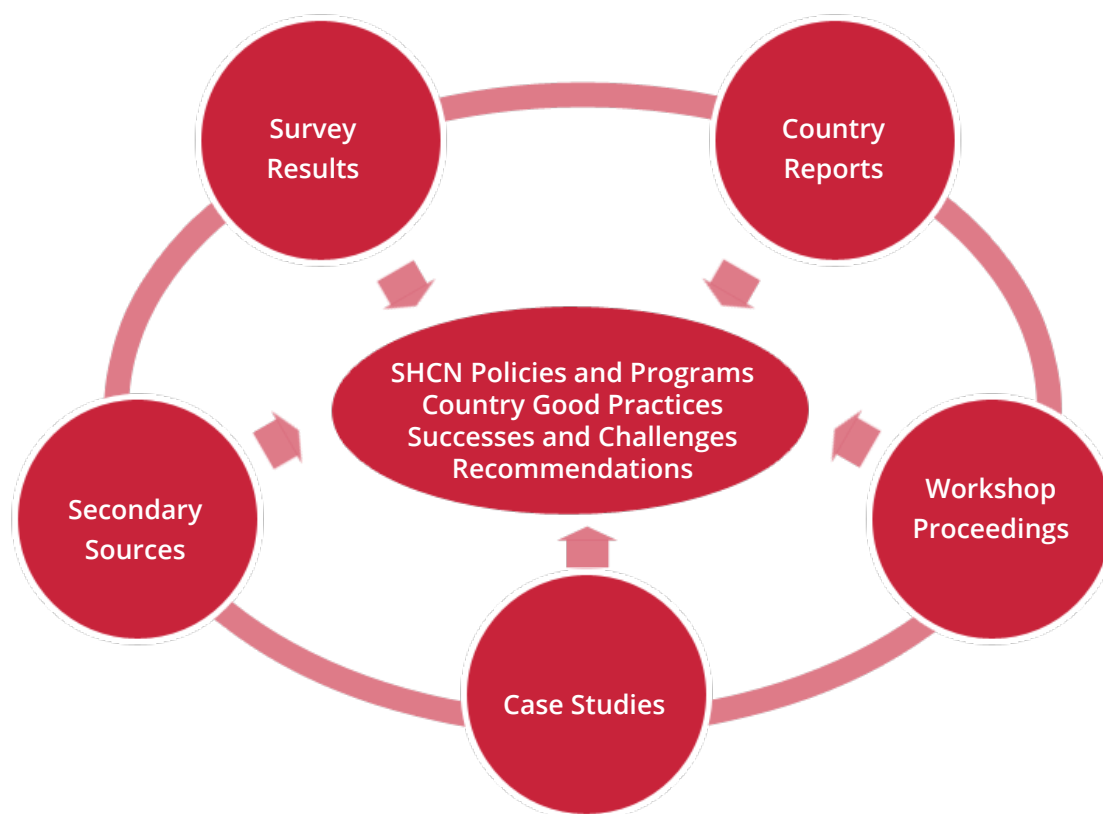 Survey
Results
Country
Reports
SHCN Policies and Programs
Country Good Practices
Successes and Challenges
Recommendations
Secondary
Sources
Workshop
Proceedings
Case Studies